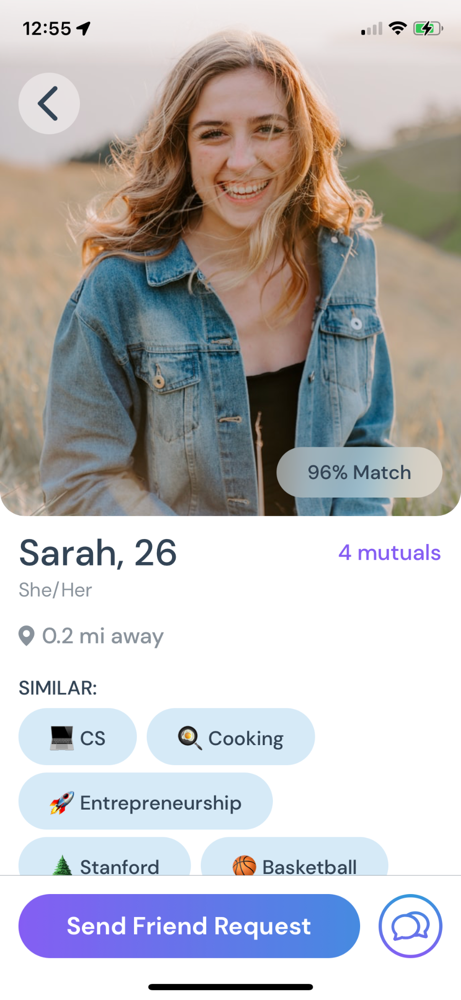 12:55
96% Match
Sarah, 26
4 mutuals
She/Her
0.2 mi away
SIMILAR:
CS
Cooking
Entrepreneurship
Stanford
Basketball
Send Friend Request